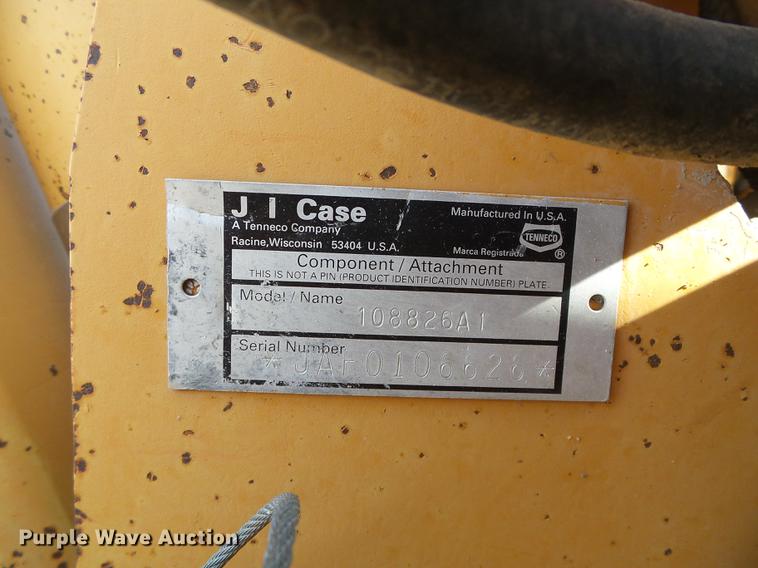 J I Case
A Tenneco Company
Racine, Wisconsin 53404 U.S.A.
Manufactured In U.S.A.
TENNECO
Marca Registrada ®
Component / Attachment
THIS IS NOT A PIN (PRODUCT IDENTIFICATION NUMBER) PLATE
Model / Name
108826A1
Serial Number
*JAF0106626*
Purple Wave Auction